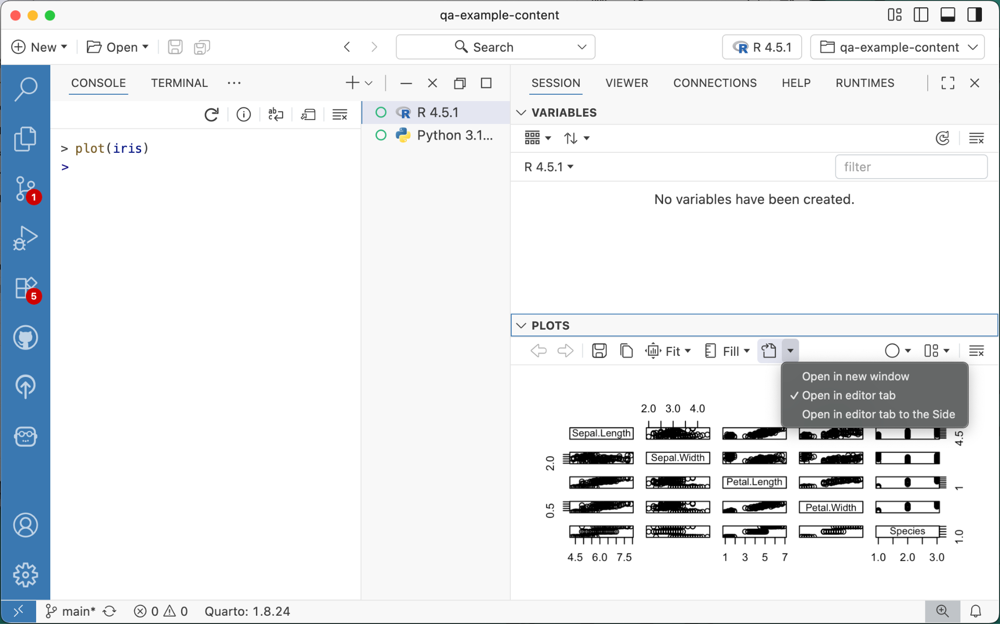 qa-example-content
New
Open
Search
R 4.5.1
qa-example-content
CONSOLE
TERMINAL
SESSION
VIEWER
CONNECTIONS
HELP
RUNTIMES
> plot(iris)
>
R 4.5.1
Python 3.1...
VARIABLES
R 4.5.1
filter
No variables have been created.
PLOTS
Fit
Fill
Open in new window
✓ Open in editor tab
Open in editor tab to the Side
2.0 3.0 4.0
Sepal.Length
4.5
2.0
Sepal.Width
Petal.Length
1
0.5
Petal.Width
Species
1.0
4.5 6.0 7.5
1 3 5 7
1.0 2.0 3.0
1
5
main*
0
0
Quarto: 1.8.24